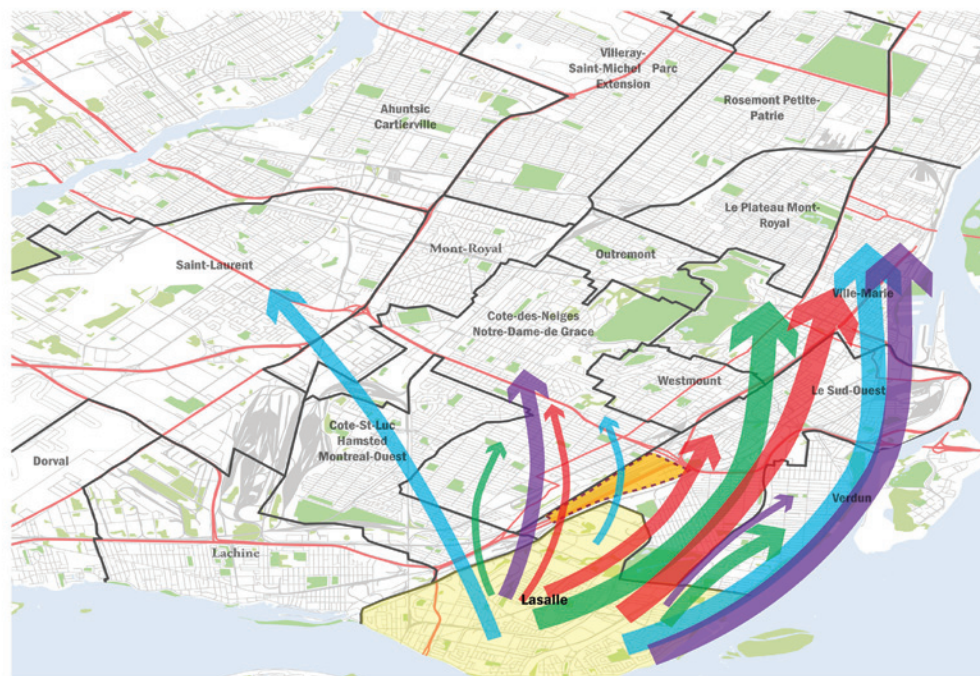 Villeray-
Saint-Michel Parc
Extension
Ahuntsic
Cartierville
Rosemont Petite-
Patrie
Le Plateau Mont-
Royal
Mont-Royal
Outremont
Saint-Laurent
Ville-Marie
Cote-des-Neiges
Notre-Dame-de Grace
Westmount
Le Sud-Ouest
Cote-St-Luc
Hamsted
Montreal-Ouest
Dorval
Verdun
Lachine
Lasalle